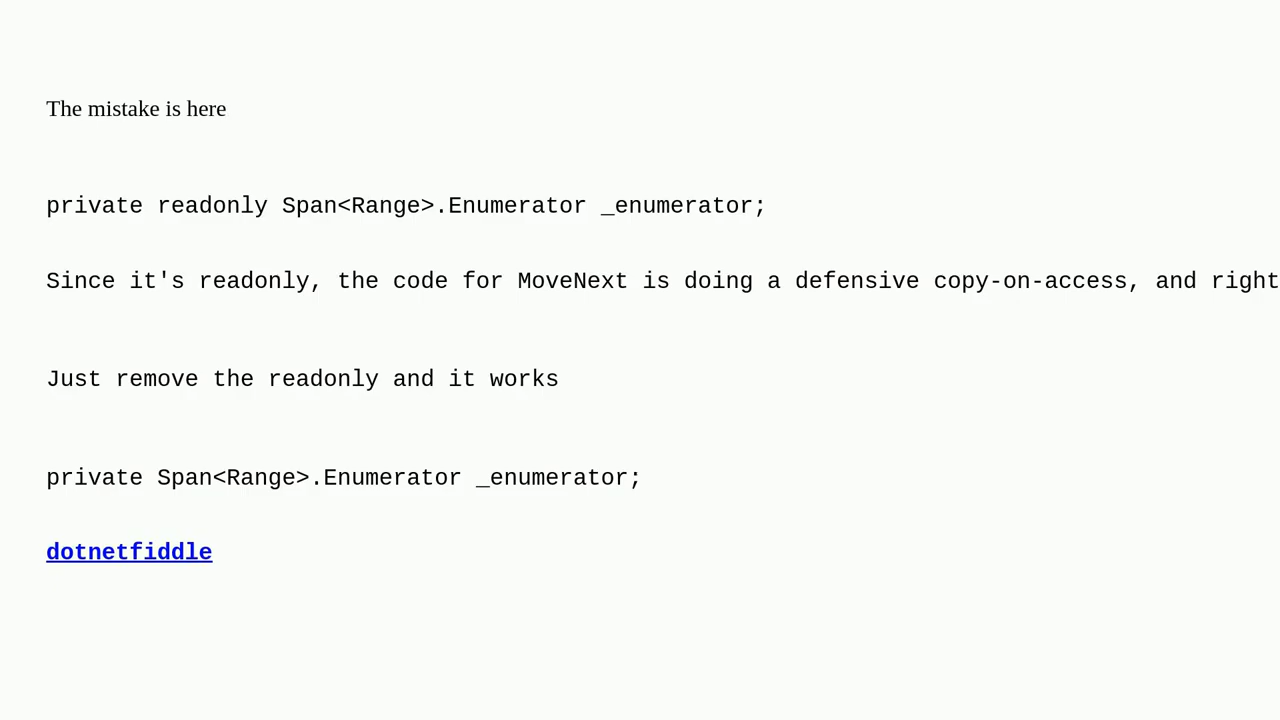 The mistake is here
private readonly Span<Range>.Enumerator _enumerator;
Since it's readonly, the code for MoveNext is doing a defensive copy-on-access, and right
Just remove the readonly and it works
private Span<Range>.Enumerator _enumerator;
dotnetfiddle